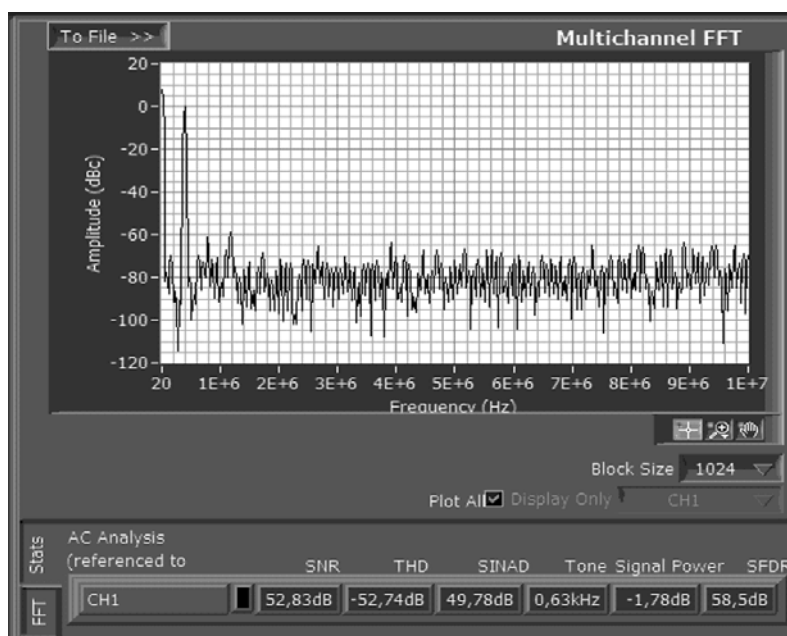 To File >>
Multichannel FFT
20
0
-20
-40
-60
-80
-100
-120
Amplitude (dBc)
20 1E+6 2E+6 3E+6 4E+6 5E+6 6E+6 7E+6 8E+6 9E+6 1E+7
Frequency (Hz)
Block Size 1024
Plot All Display Only CH1
Stats
FFT
AC Analysis
(referenced to
SNR THD SINAD Tone Signal Power SFDR
CH1 52,83dB -52,74dB 49,78dB 0,63kHz -1,78dB 58,5dB